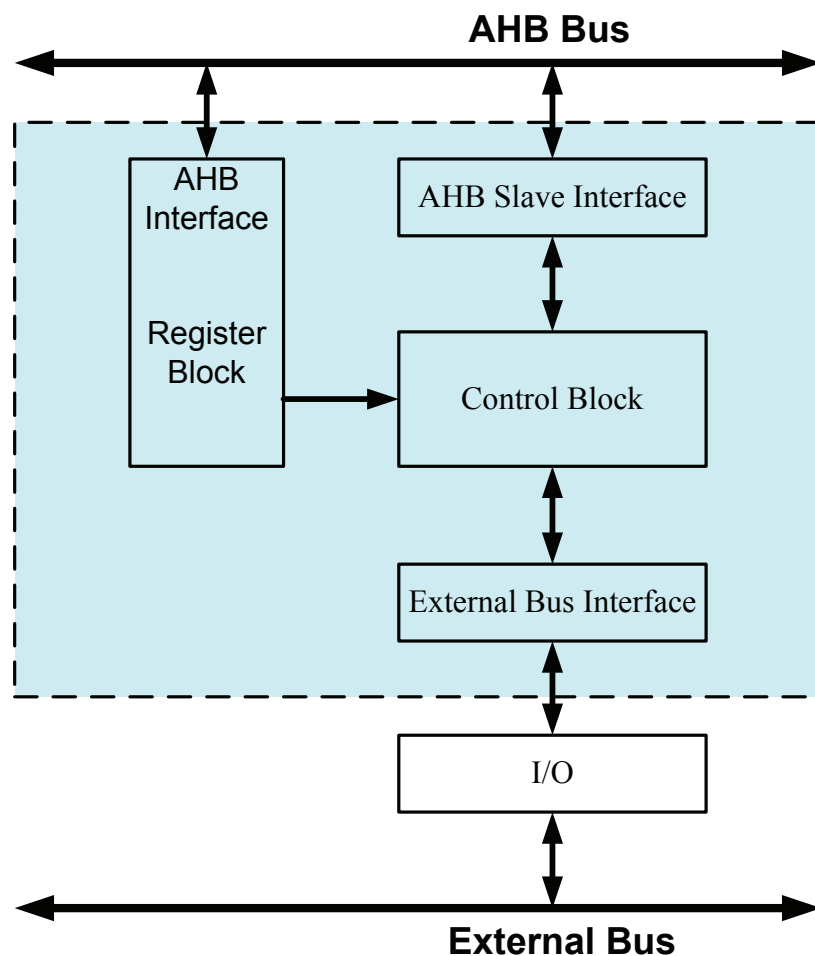 AHB Bus
AHB
Interface
Register
Block
AHB Slave Interface
Control Block
External Bus Interface
I/O
External Bus